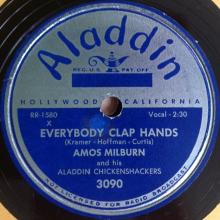 Aladdin
REG. U.S. PAT. OFF.
HOLLYWOOD CALIFORNIA
RR-1580
Vocal - 2:30
X
EVERYBODY CLAP HANDS
(Kramer - Hoffman - Curtis)
AMOS MILBURN
and his
ALADDIN CHICKENSHACKERS
3090
NOT LICENSED FOR RADIO BROADCAST